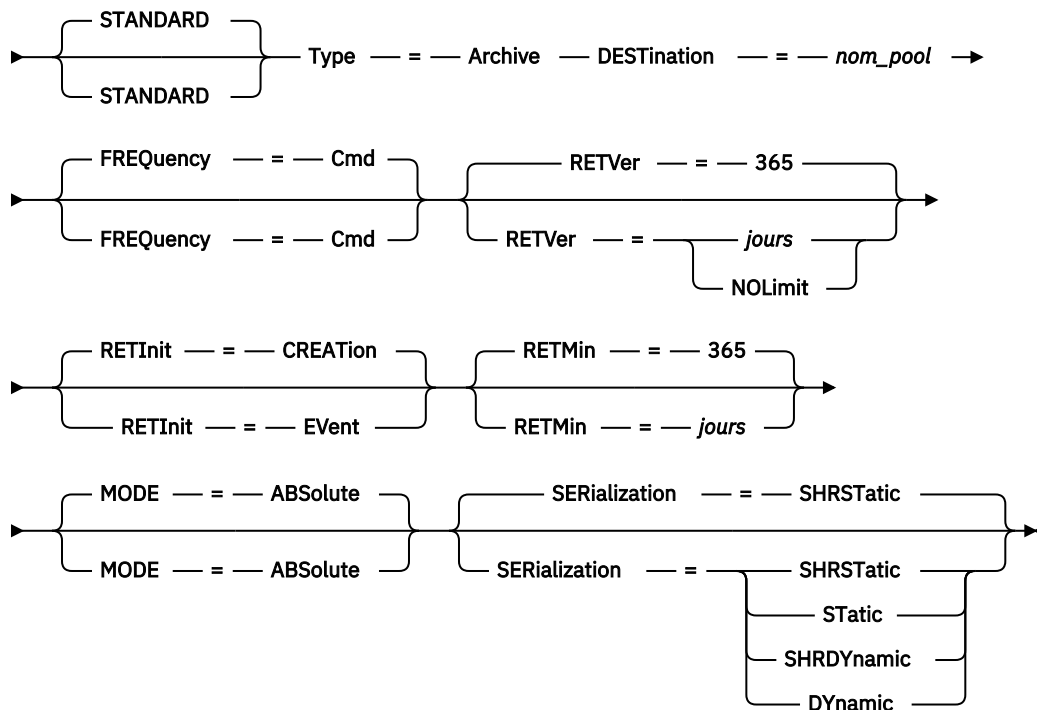 STANDARD
Type = Archive DESTination = nom_pool
STANDARD
FREQuency = Cmd RETVer = 365
FREQuency = Cmd RETVer = jours
NOLimit
RETInit = CREATion RETMin = 365
RETInit = EVent RETMin = jours
MODE = ABSolute SERialization = SHRSTatic
MODE = ABSolute SERialization = SHRSTatic
STatic
SHRDYnamic
DYnamic